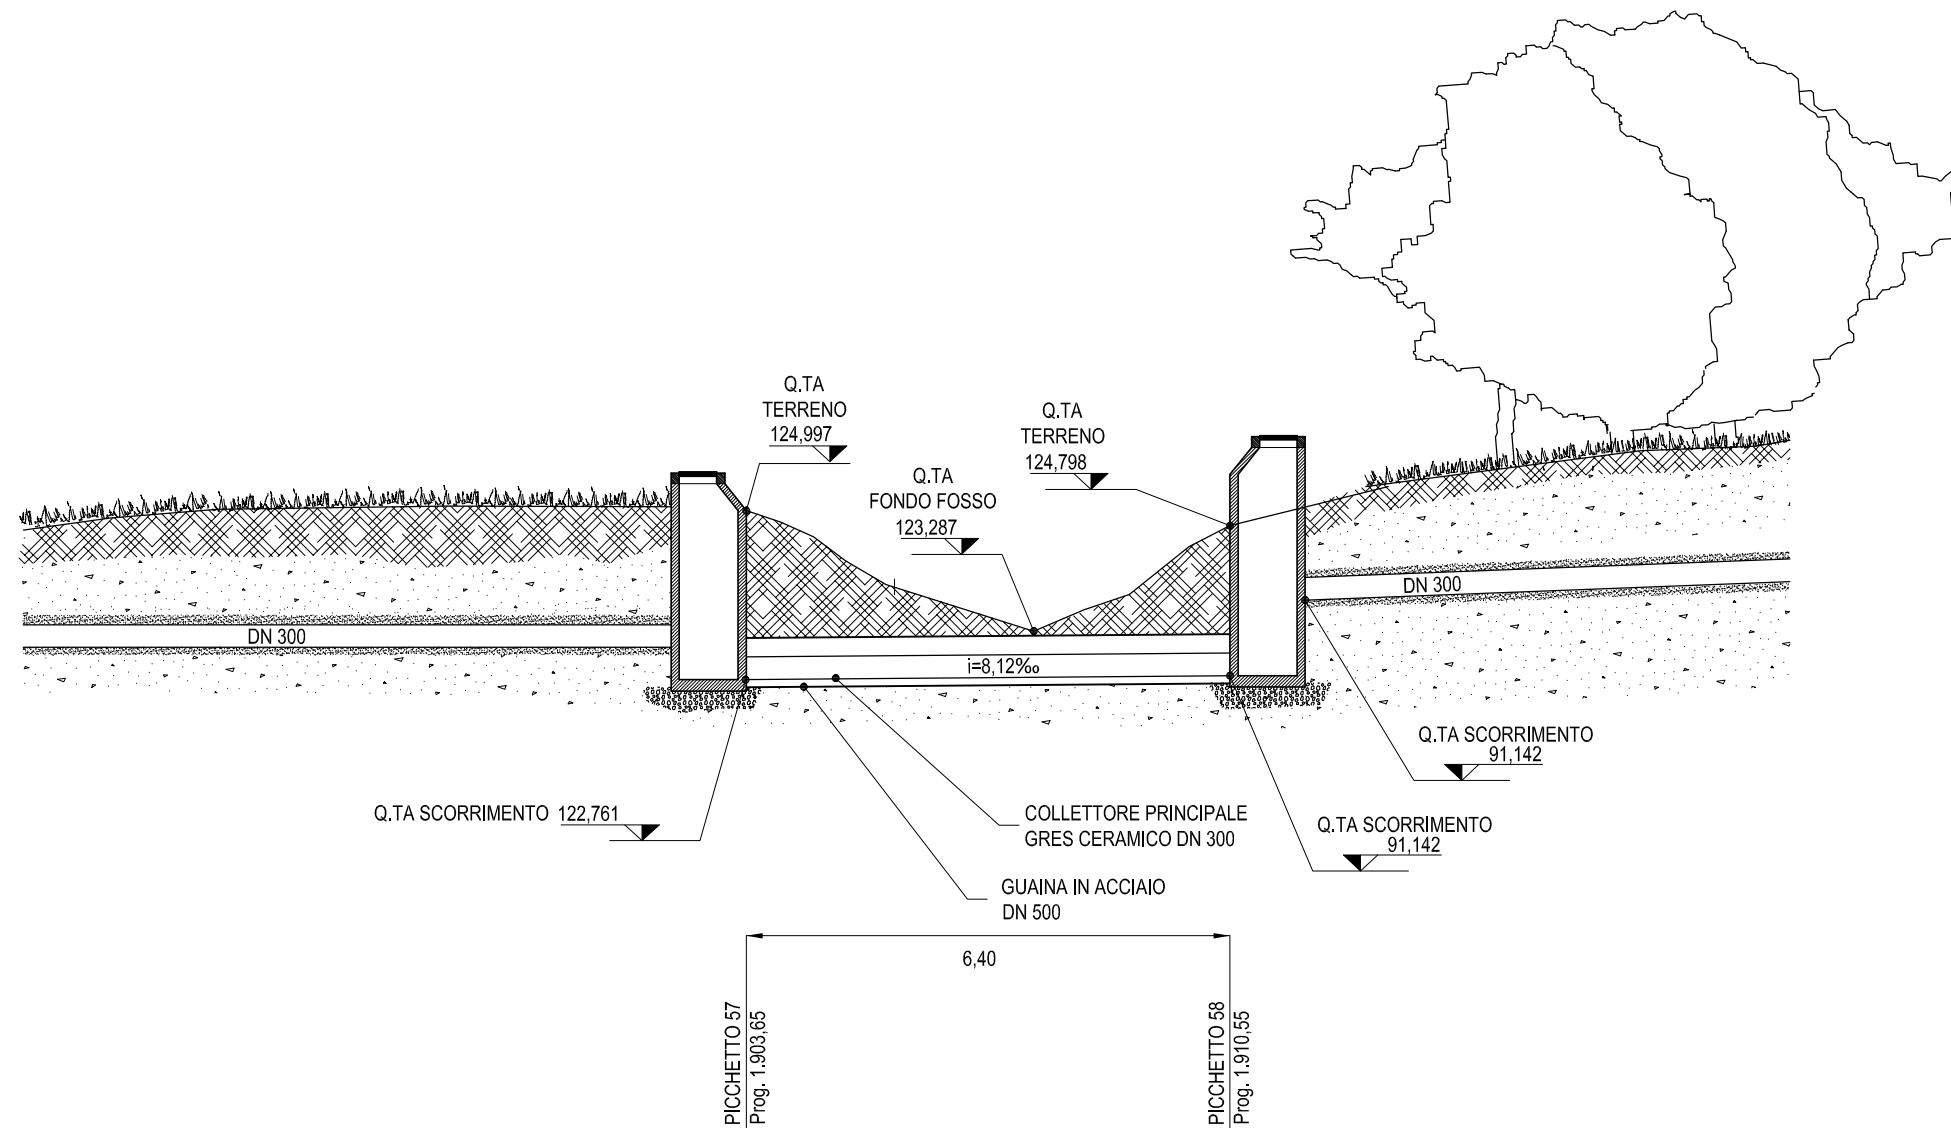 Q.TA
TERRENO
124,997
Q.TA
TERRENO
124,798
Q.TA
FONDO FOSSO
123,287
DN 300
DN 300
i=8,12‰
Q.TA SCORRIMENTO
91,142
Q.TA SCORRIMENTO 122,761
COLLETTORE PRINCIPALE
GRES CERAMICO DN 300
Q.TA SCORRIMENTO
91,142
GUAINA IN ACCIAIO
DN 500
6,40
PICCHETTO 57
Prog. 1.903,65
PICCHETTO 58
Prog. 1.910,55